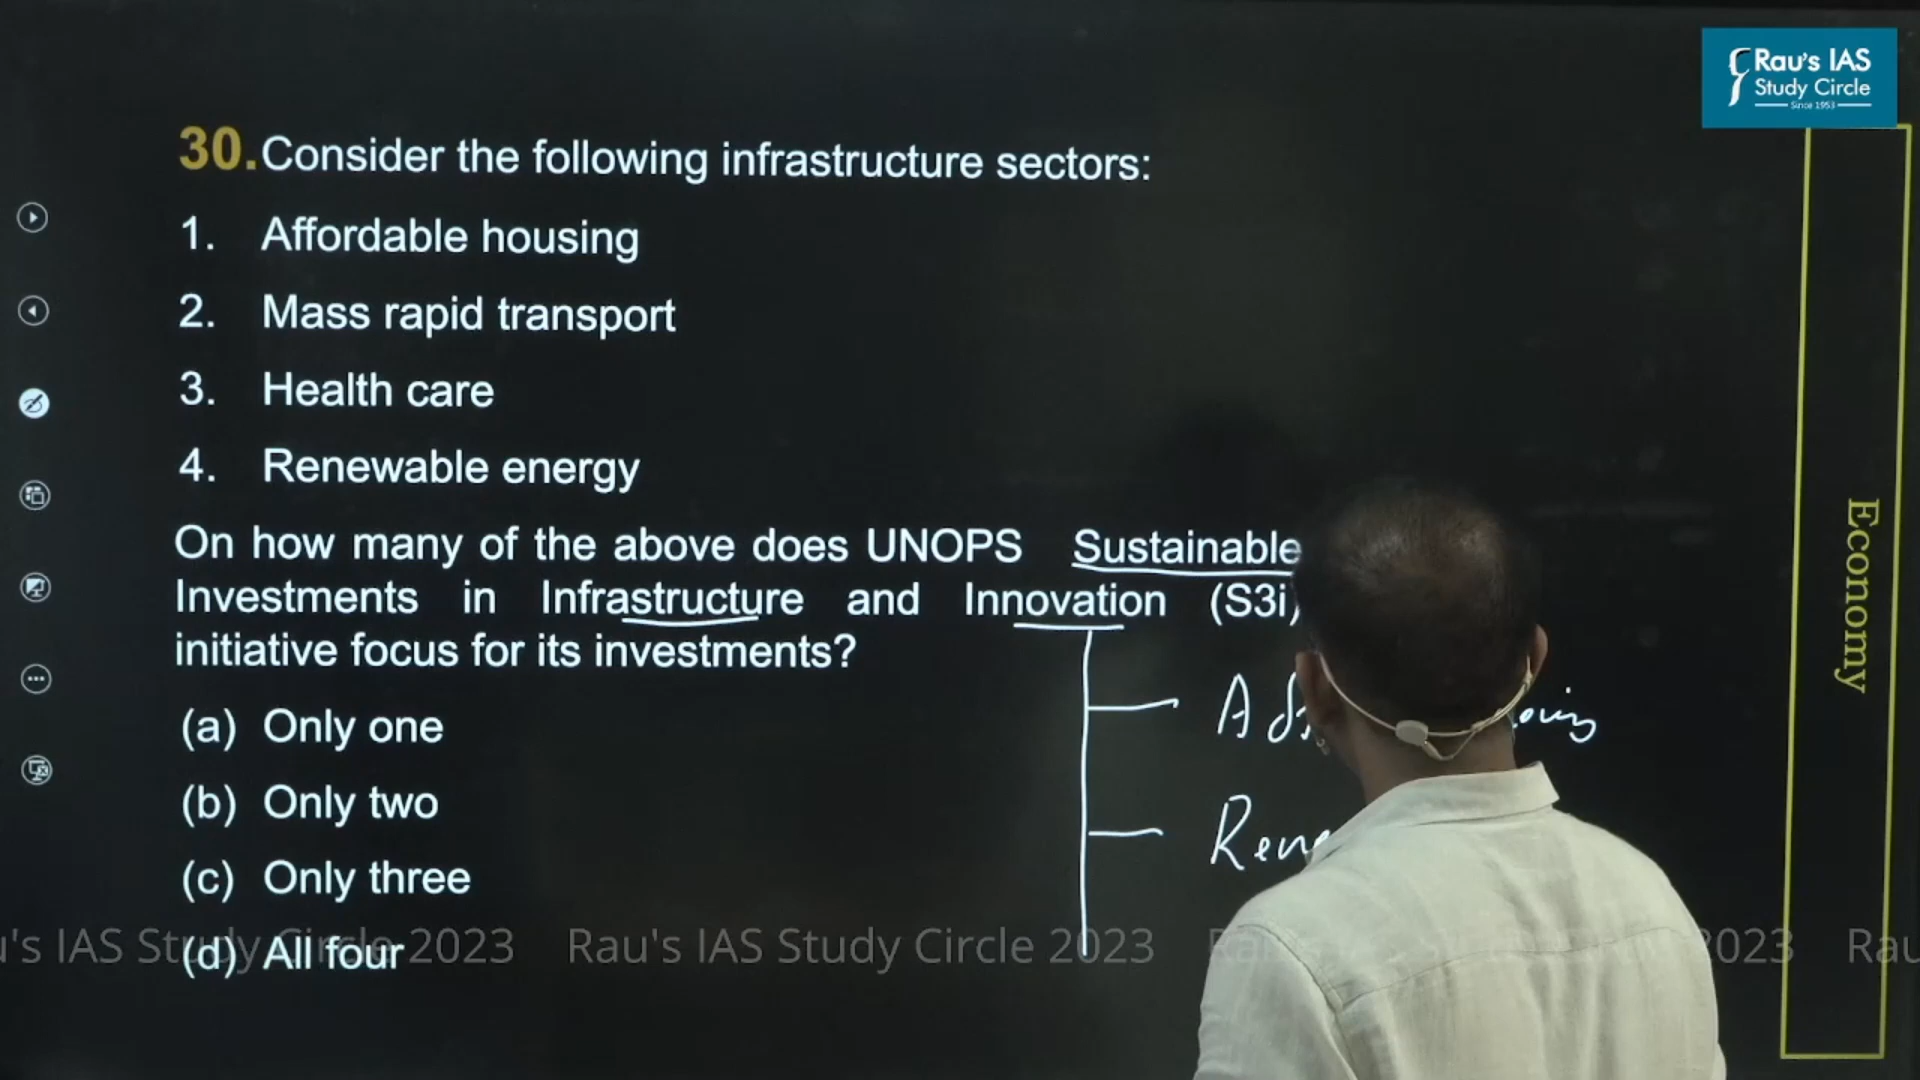 Rau's IAS
Study Circle
Since 1953
30. Consider the following infrastructure sectors:
1. Affordable housing
2. Mass rapid transport
3. Health care
4. Renewable energy
On how many of the above does UNOPS Sustainable
Investments in Infrastructure and Innovation (S3i)
initiative focus for its investments?
(a) Only one
(b) Only two
(c) Only three
(d) All four
Economy
's IAS Study Circle 2023 Rau's IAS Study Circle 2023 2023 Rau